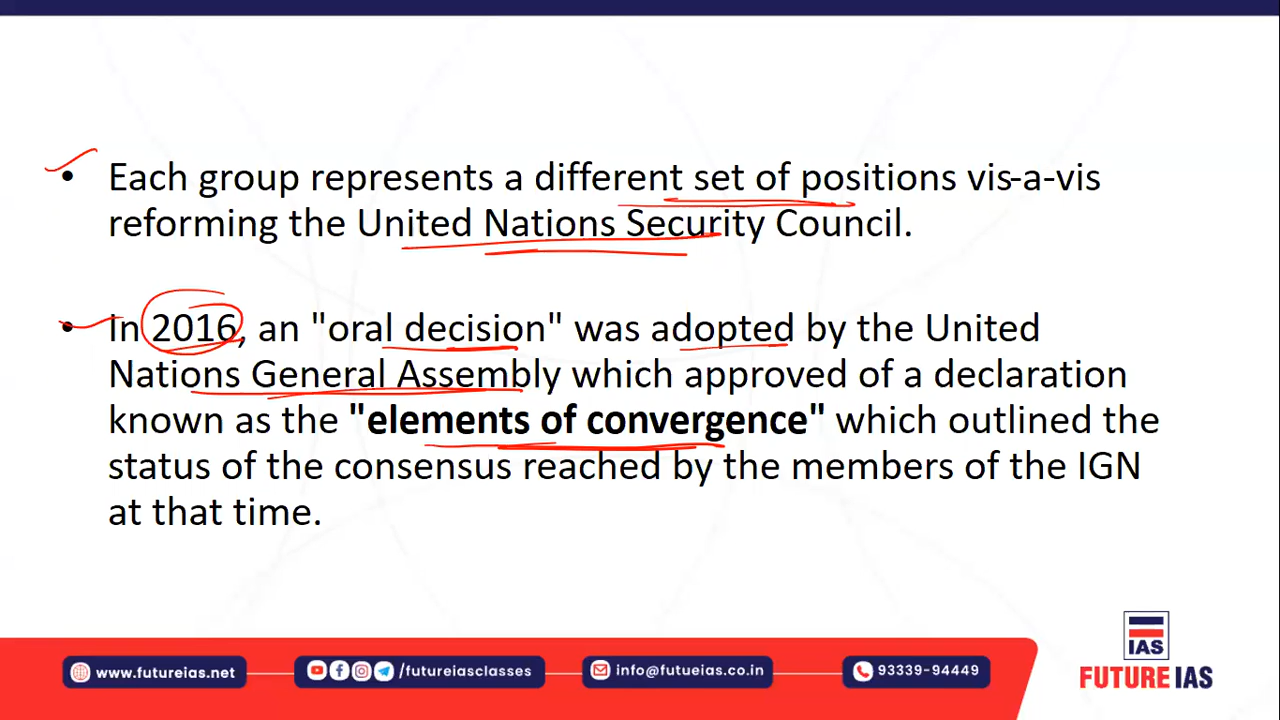 • Each group represents a different set of positions vis-a-vis
reforming the United Nations Security Council.
• In 2016, an "oral decision" was adopted by the United
Nations General Assembly which approved of a declaration
known as the "elements of convergence" which outlined the
status of the consensus reached by the members of the IGN
at that time.
IAS
www.futureias.net
/futureiasclasses
info@futueias.co.in
93339-94449
FUTURE IAS